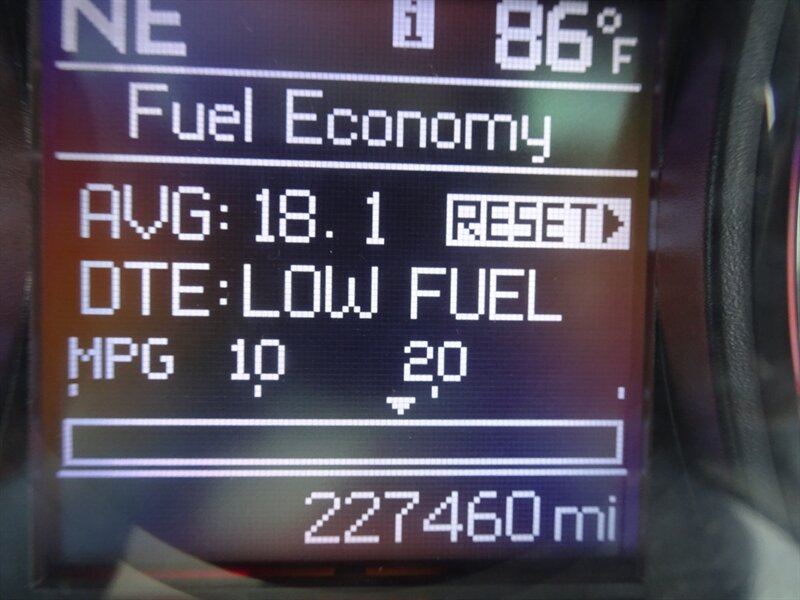 NE i 86°F
Fuel Economy
AVG: 18.1 RESET
DTE: LOW FUEL
MPG 10 20
227460 mi